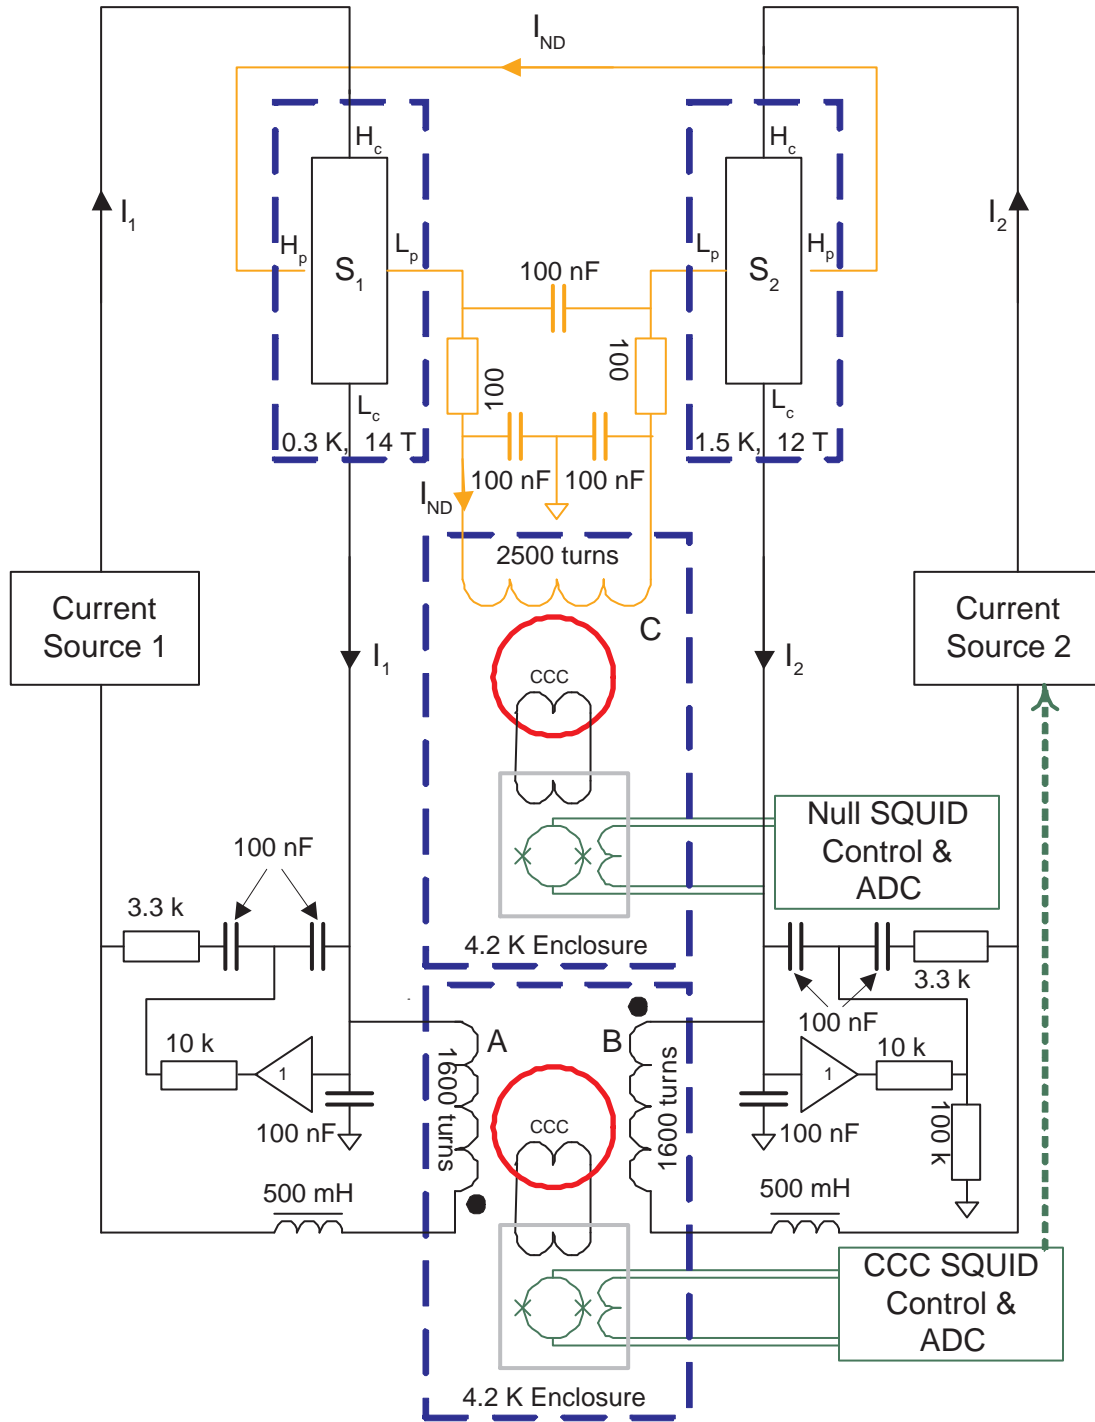 I_ND
H_c
H_c
I_1
I_2
H_p
S_1
L_p
100 nF
L_p
S_2
H_p
100
100
L_c
L_c
0.3 K, 14 T
1.5 K, 12 T
100 nF
100 nF
I_ND
2500 turns
C
Current
Source 1
Current
Source 2
I_1
I_2
CCC
Null SQUID
Control &
ADC
100 nF
3.3 k
4.2 K Enclosure
3.3 k
100 nF
10 k
1
100 nF
A
1600 turns
B
1600 turns
CCC
1
10 k
100 nF
100 k
500 mH
500 mH
CCC SQUID
Control &
ADC
4.2 K Enclosure